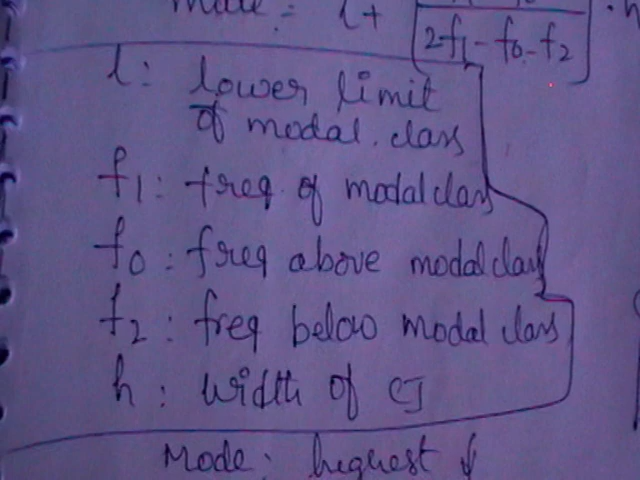 Mode = l + [ / 2f₁ - f₀ - f₂ ] · h
l : lower limit
of modal . class
f₁ : freq. of modal class
f₀ : freq above modal class
f₂ : freq below modal class
h : width of CI
Mode : highest f